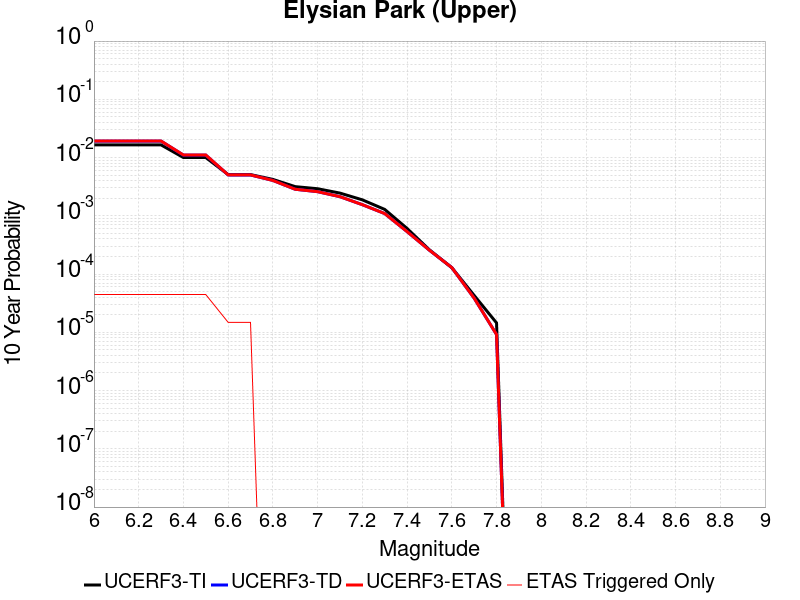 Elysian Park (Upper)
10 0
10 -1
10 -2
10 -3
10 -4
10 -5
10 -6
10 -7
10 -8
10 Year Probability
6 6.2 6.4 6.6 6.8 7 7.2 7.4 7.6 7.8 8 8.2 8.4 8.6 8.8 9
Magnitude
UCERF3-TI UCERF3-TD UCERF3-ETAS ETAS Triggered Only